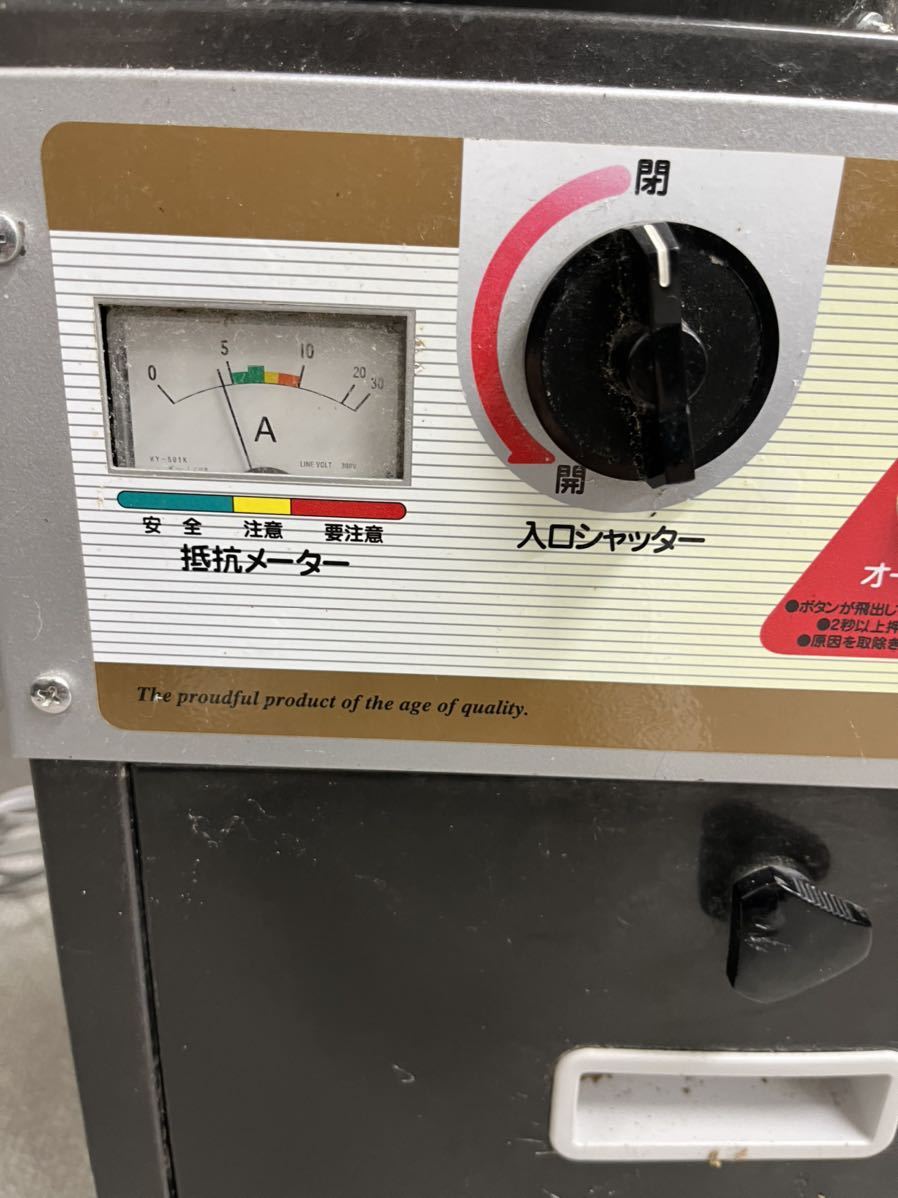 閉
開
入口シャッター
0 5 10 20 30
A
KY-501K
LINE VOLT 300V
安全 注意 要注意
抵抗メーター
オー
●ボタンが飛出し
●2秒以上押
●原因を取除き
The proudful product of the age of quality.